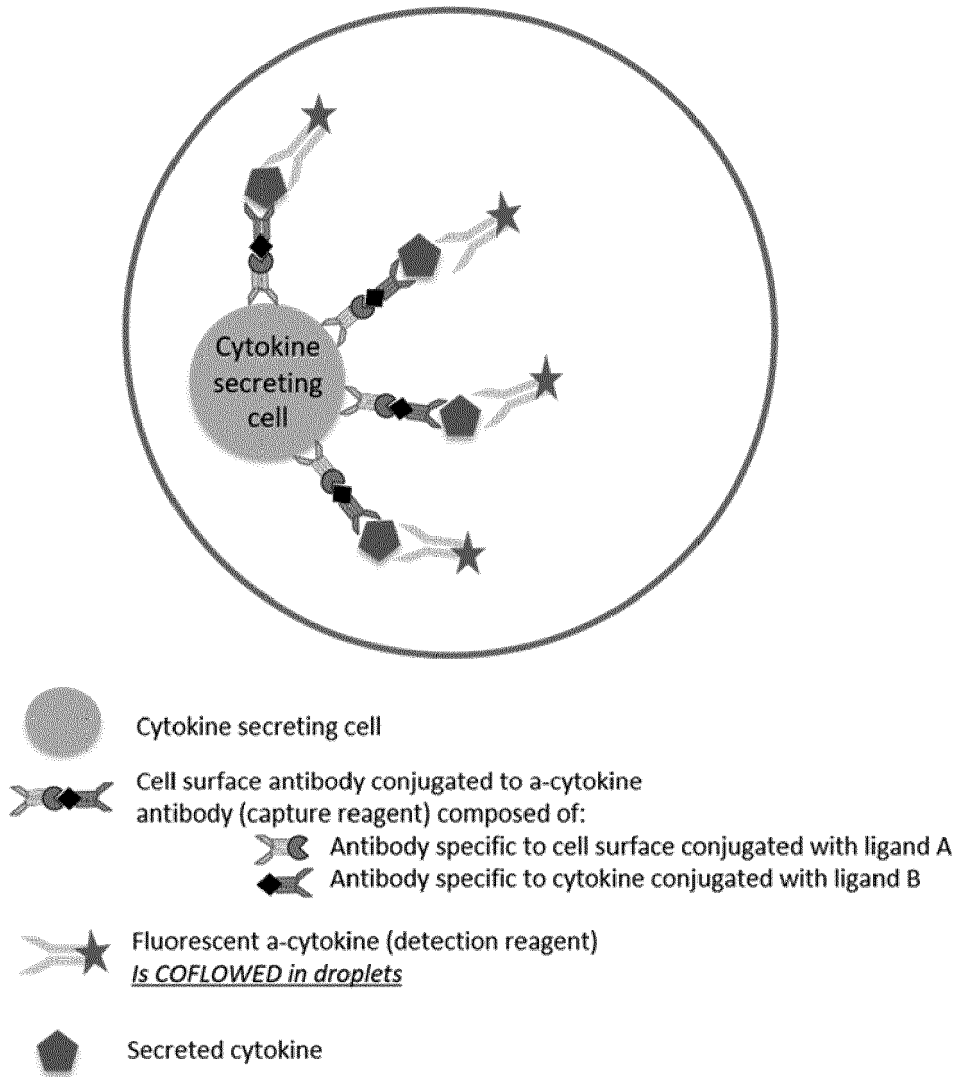 Cytokine
secreting
cell
Cytokine secreting cell
Cell surface antibody conjugated to a-cytokine
antibody (capture reagent) composed of:
Antibody specific to cell surface conjugated with ligand A
Antibody specific to cytokine conjugated with ligand B
Fluorescent a-cytokine (detection reagent)
Is COFLOWED in droplets
Secreted cytokine